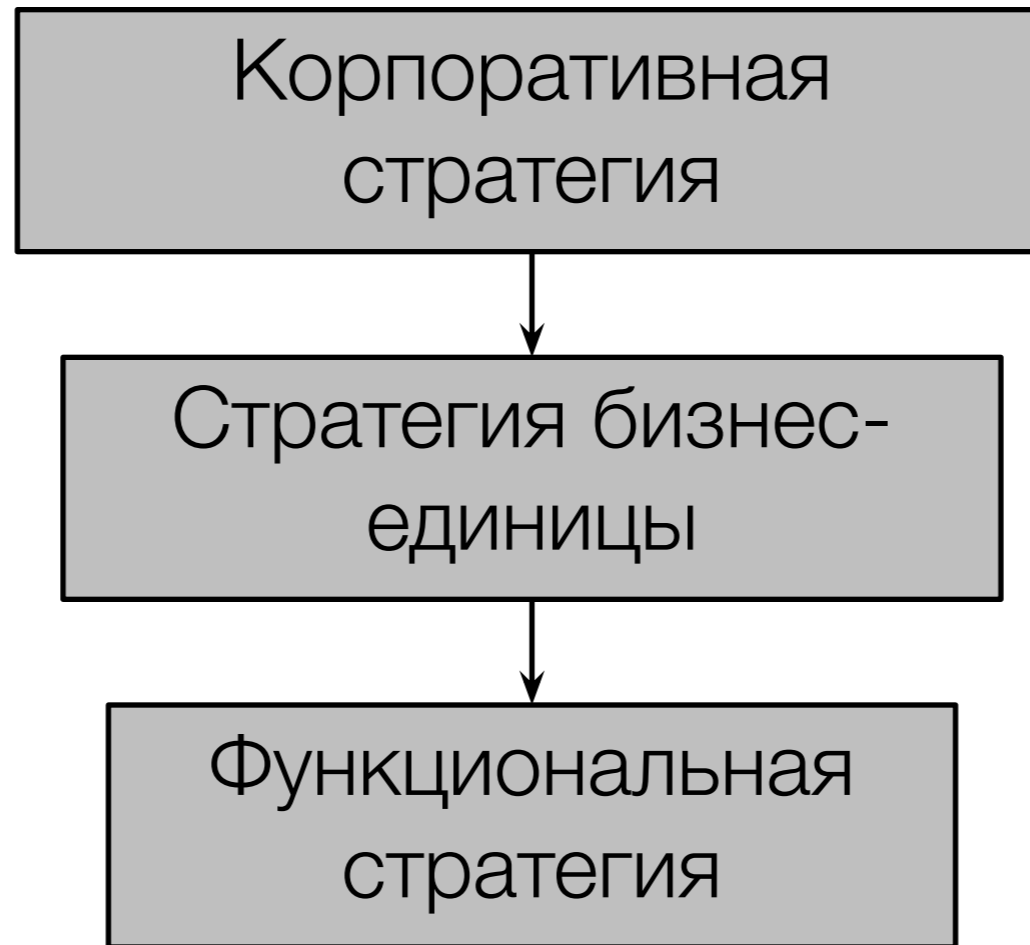 Корпоративная
стратегия
Стратегия бизнес-
единицы
Функциональная
стратегия